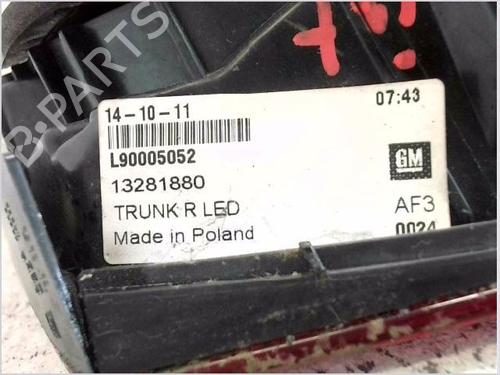 14-10-11 07:43
L90005052 GM
13281880
TRUNK R LED AF3
Made in Poland 0024
B-PARTS